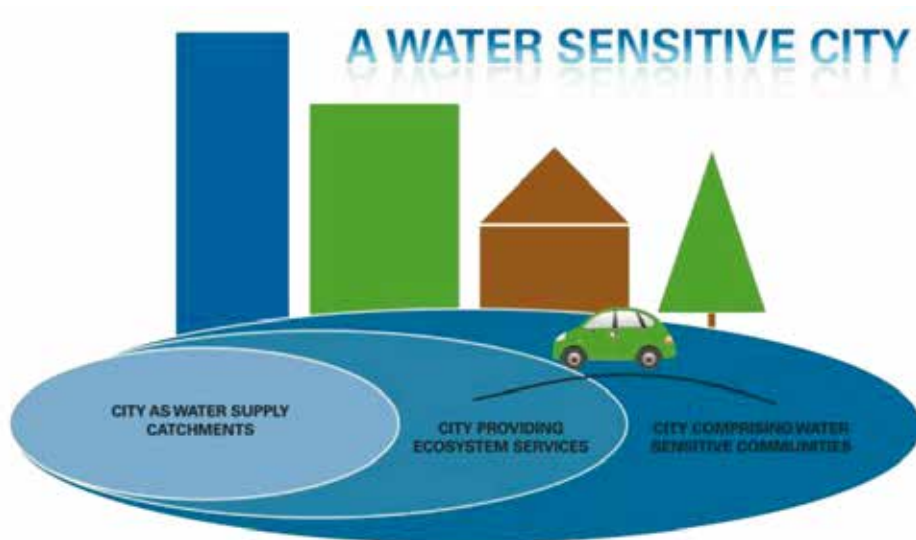 A WATER SENSITIVE CITY
CITY AS WATER SUPPLY
CATCHMENTS
CITY PROVIDING
ECOSYSTEM SERVICES
CITY COMPRISING WATER
SENSITIVE COMMUNITIES